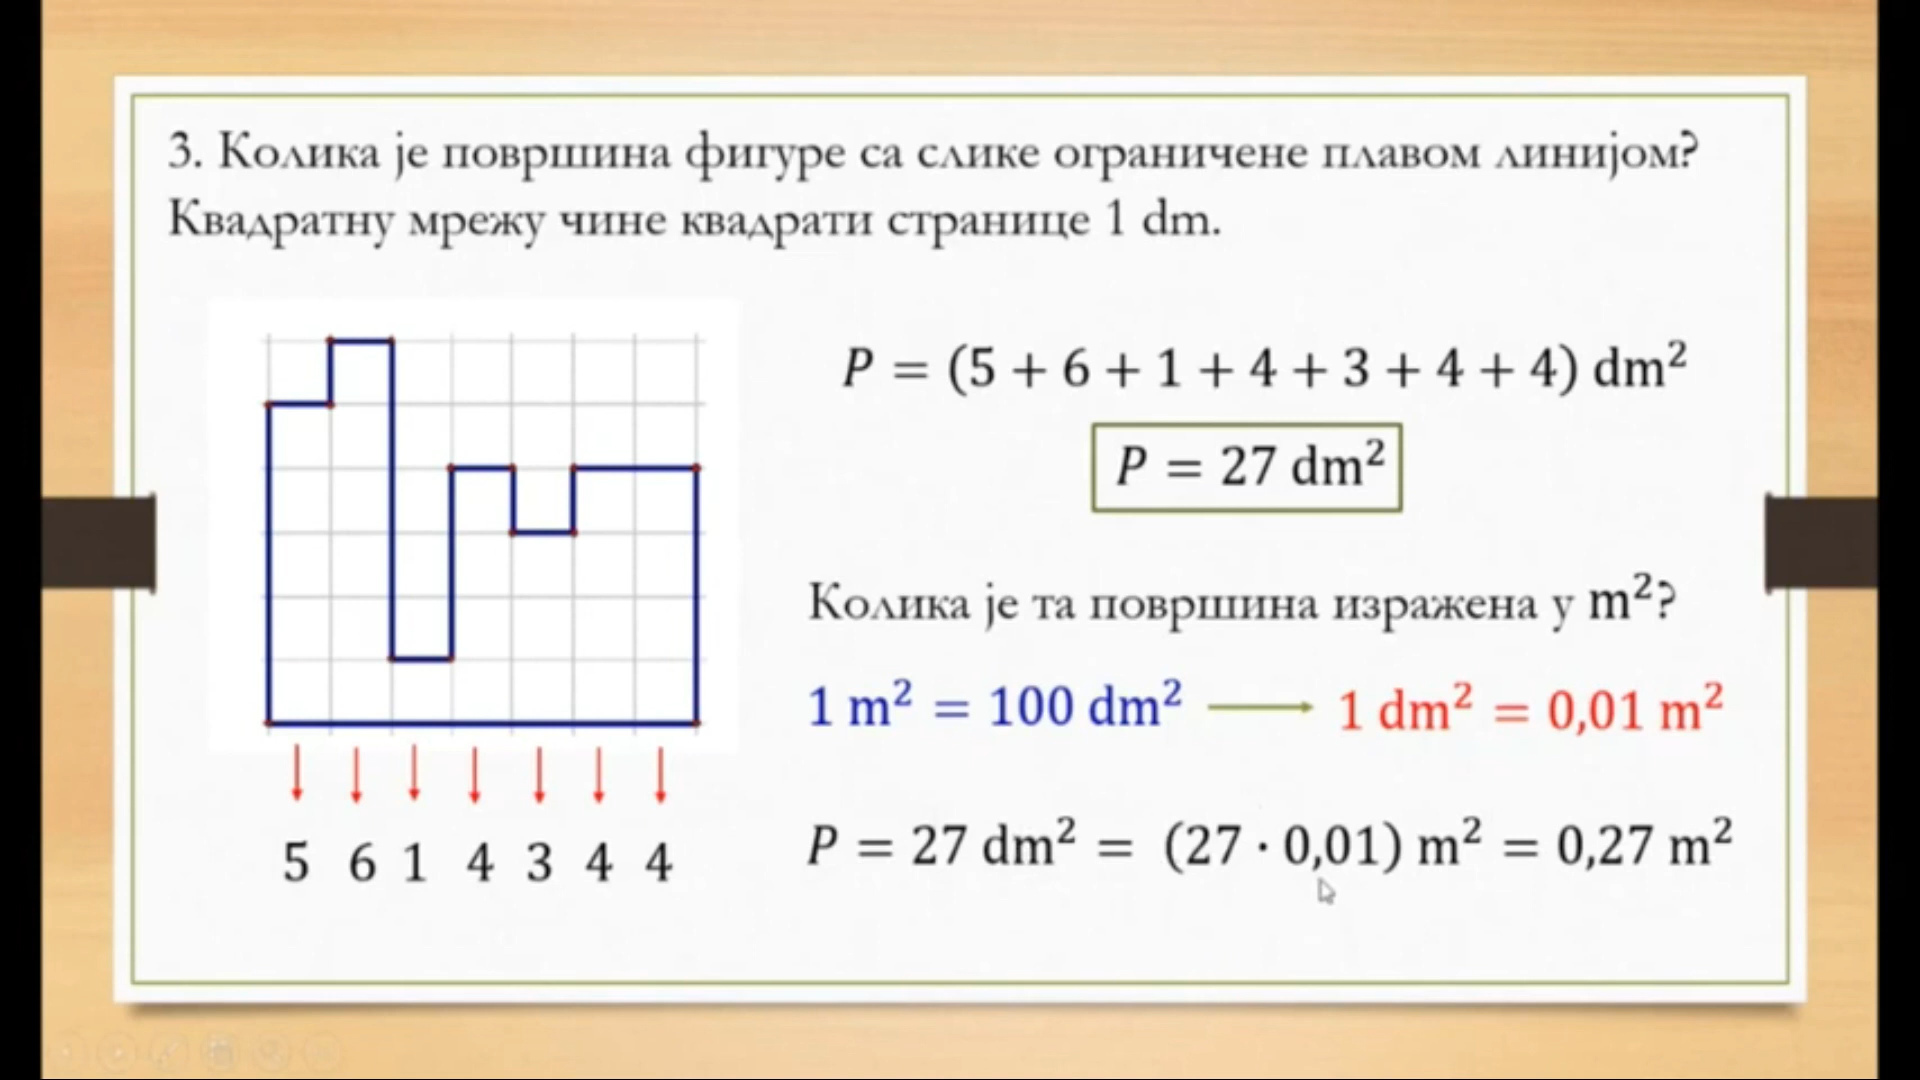 3. Колика је површина фигуре са слике ограничене плавом линијом?
Квадратну мрежу чине квадрати странице 1 dm.
P = (5 + 6 + 1 + 4 + 3 + 4 + 4) dm²
P = 27 dm²
Колика је та површина изражена у m²?
1 m² = 100 dm² → 1 dm² = 0,01 m²
5 6 1 4 3 4 4
P = 27 dm² = (27 · 0,01) m² = 0,27 m²